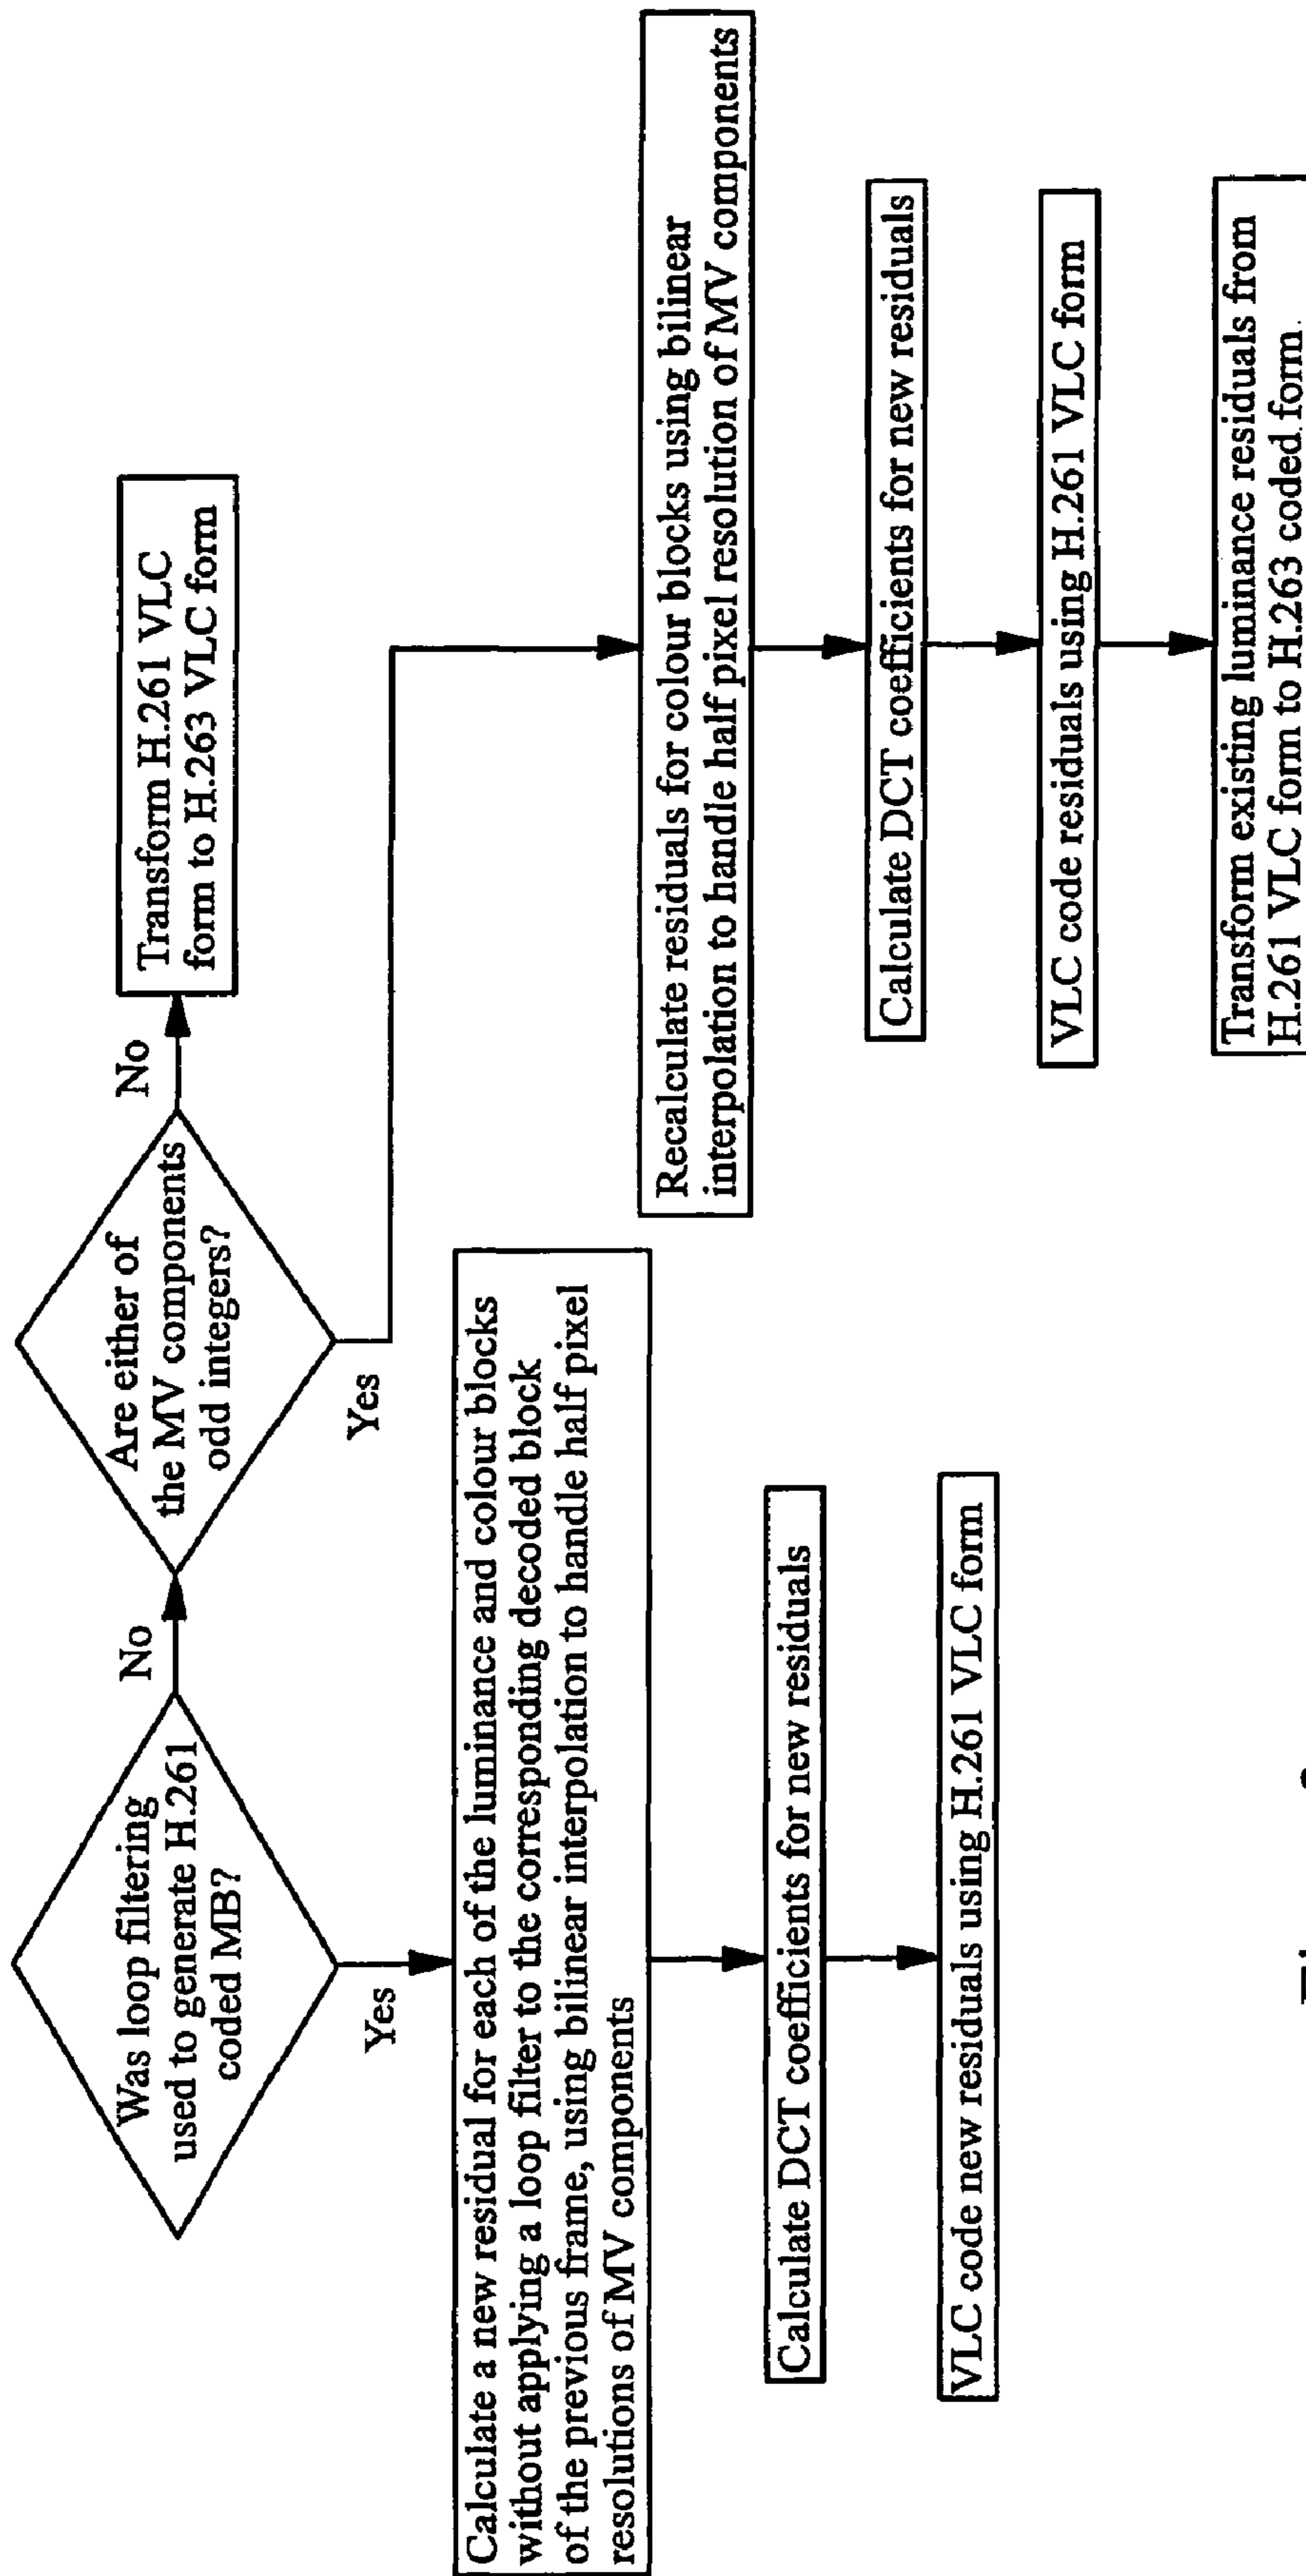 Was loop filtering
used to generate H.261
coded MB?
No
Are either of
the MV components
odd integers?
No
Transform H.261 VLC
form to H.263 VLC form
Yes
Yes
Calculate a new residual for each of the luminance and colour blocks
without applying a loop filter to the corresponding decoded block
of the previous frame, using bilinear interpolation to handle half pixel
resolutions of MV components
Calculate DCT coefficients for new residuals
VLC code new residuals using H.261 VLC form
Recalculate residuals for colour blocks using bilinear
interpolation to handle half pixel resolution of MV components
Calculate DCT coefficients for new residuals
VLC code residuals using H.261 VLC form
Transform existing luminance residuals from
H.261 VLC form to H.263 coded form